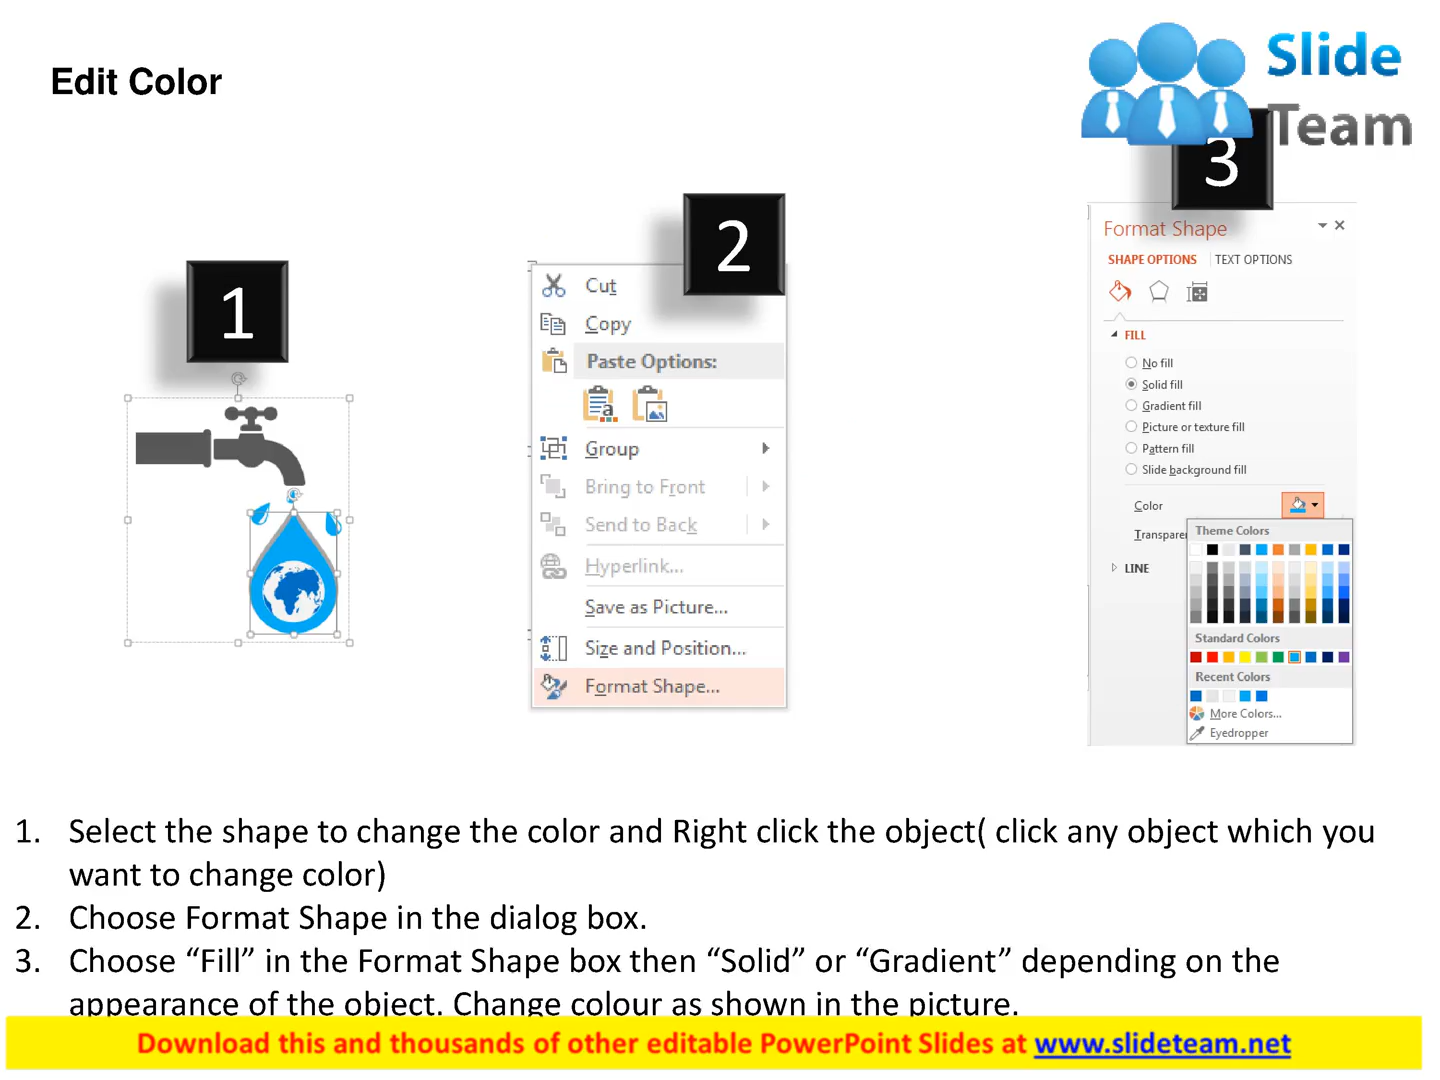 Edit Color
Slide
Team
1
2
3
Cut
Copy
Paste Options:
Group
Bring to Front
Send to Back
Hyperlink...
Save as Picture...
Size and Position...
Format Shape...
Format Shape
SHAPE OPTIONS
TEXT OPTIONS
FILL
No fill
Solid fill
Gradient fill
Picture or texture fill
Pattern fill
Slide background fill
Color
Transparen
LINE
Theme Colors
Standard Colors
Recent Colors
More Colors...
Eyedropper
1. Select the shape to change the color and Right click the object( click any object which you
want to change color)
2. Choose Format Shape in the dialog box.
3. Choose “Fill” in the Format Shape box then “Solid” or “Gradient” depending on the
appearance of the object. Change colour as shown in the picture.
Download this and thousands of other editable PowerPoint Slides at www.slideteam.net